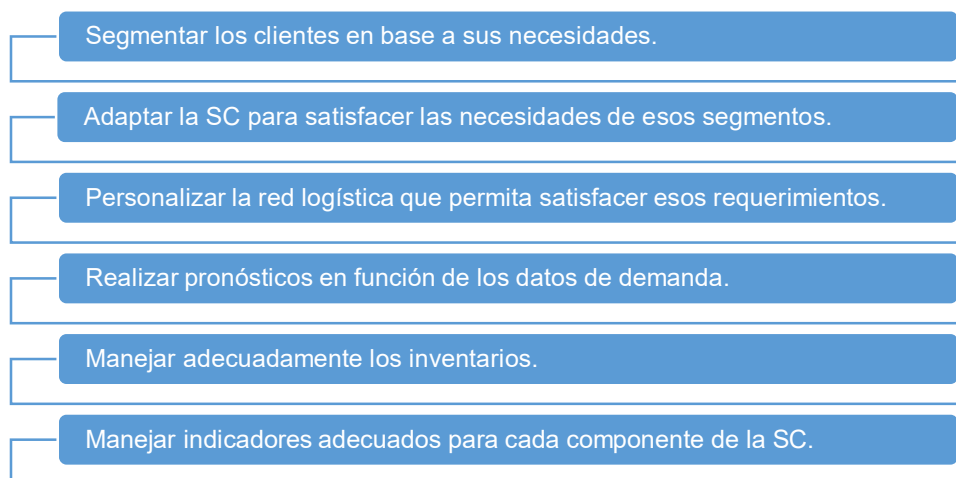 Segmentar los clientes en base a sus necesidades.
Adaptar la SC para satisfacer las necesidades de esos segmentos.
Personalizar la red logística que permita satisfacer esos requerimientos.
Realizar pronósticos en función de los datos de demanda.
Manejar adecuadamente los inventarios.
Manejar indicadores adecuados para cada componente de la SC.